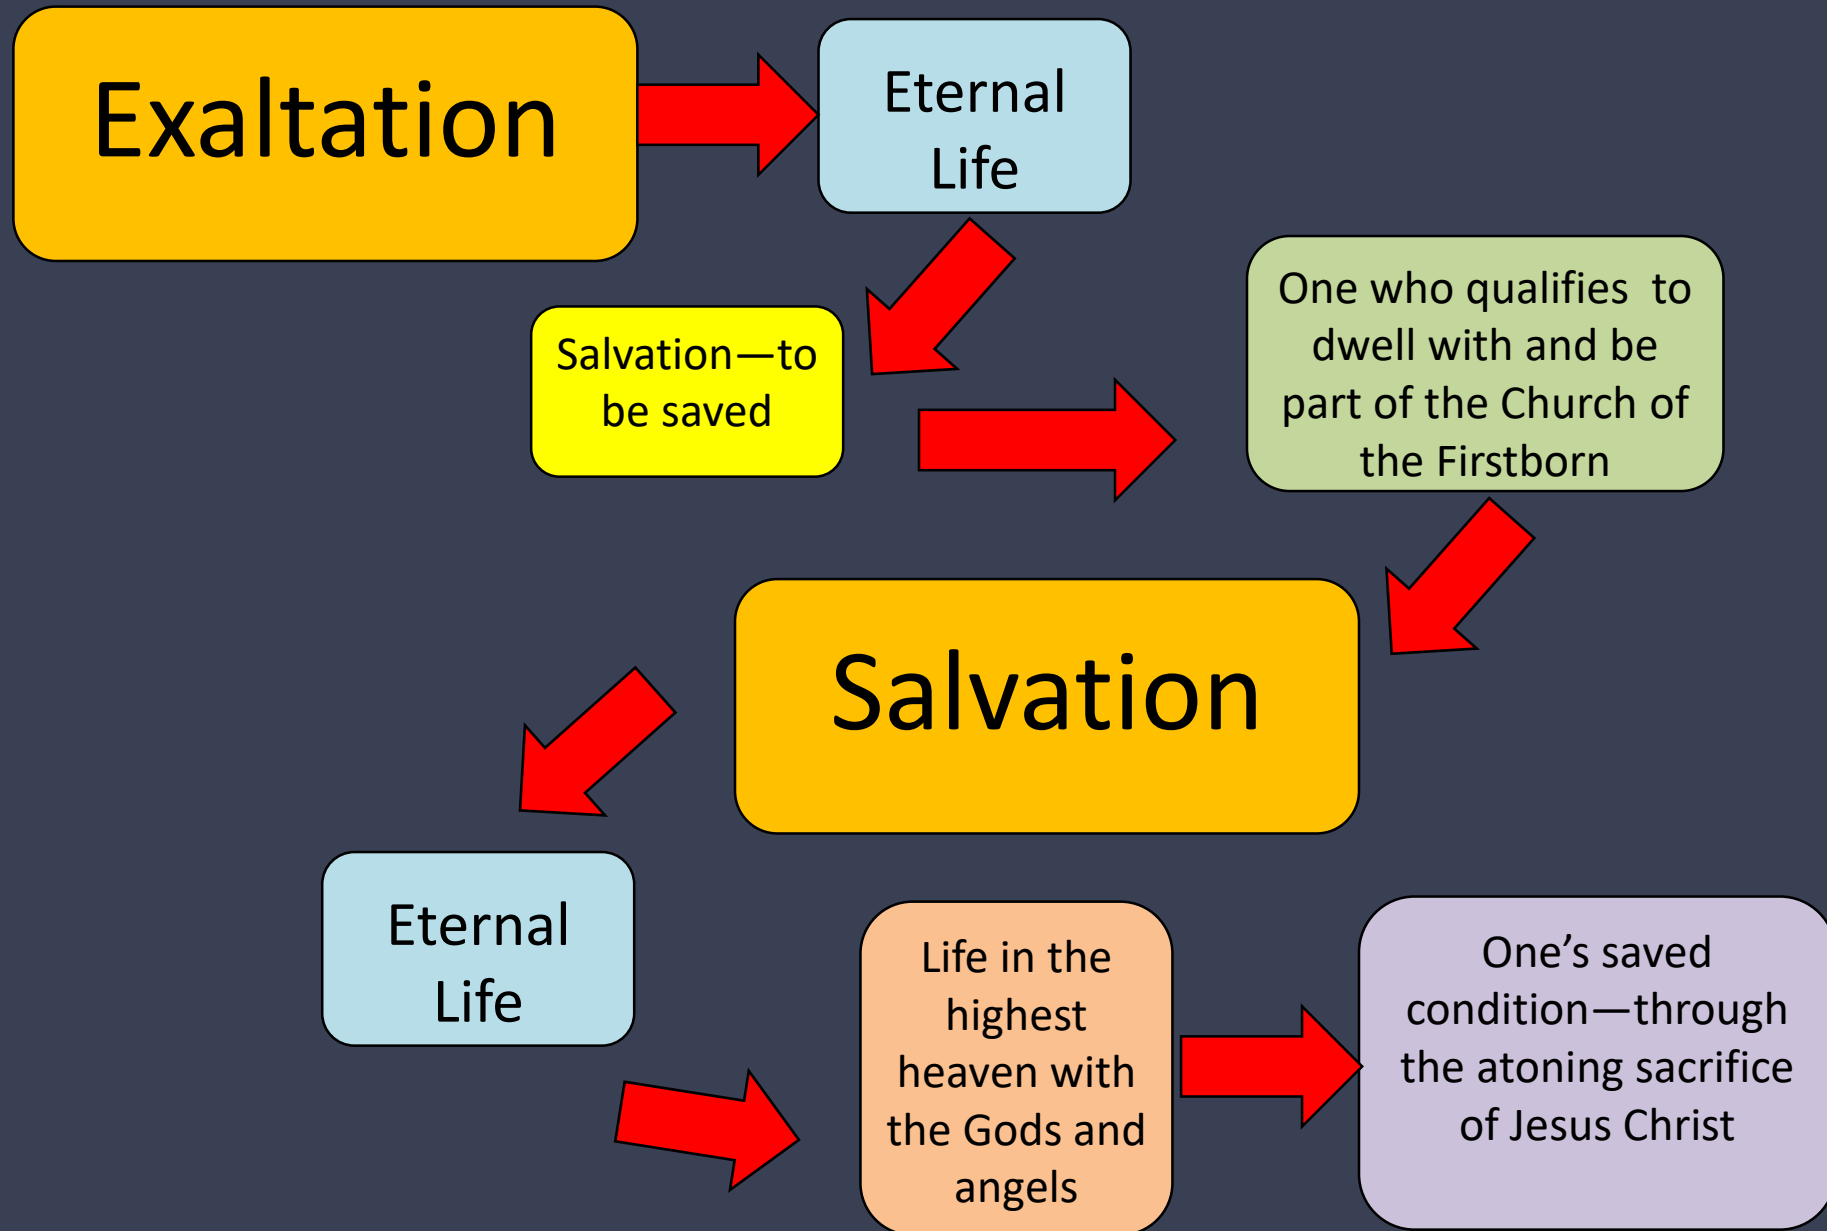 Exaltation
Eternal
Life
Salvation—to
be saved
One who qualifies  to
dwell with and be
part of the Church of
the Firstborn
Salvation
Eternal
Life
Life in the
highest
heaven with
the Gods and
angels
One’s saved
condition—through
the atoning sacrifice
of Jesus Christ